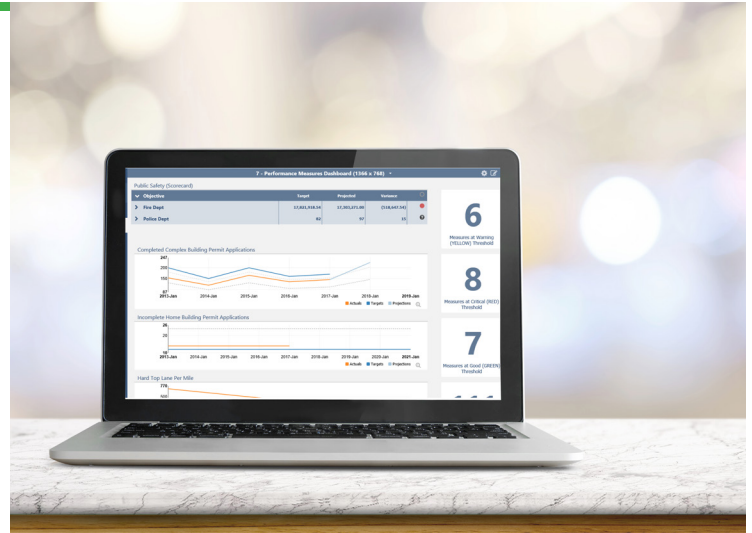 7 - Performance Measures Dashboard (1366 x 768)
Public Safety (Scorecard)
Objective Target Projected Variance
Fire Dept
Police Dept 82 97 15
6
Measures at Warning
(YELLOW) Threshold
Completed Complex Building Permit Applications
247
200
150
87
2013-Jan 2014-Jan 2015-Jan 2016-Jan 2017-Jan 2018-Jan 2019-Jan
Actuals Targets Projections
8
Measures at Critical (RED)
Threshold
Incomplete Home Building Permit Applications
26
20
2013-Jan 2014-Jan 2015-Jan 2016-Jan 2017-Jan 2018-Jan 2019-Jan 2020-Jan 2021-Jan
Actuals Targets Projections
7
Measures at Good (GREEN)
Threshold
Hard Top Lane Per Mile